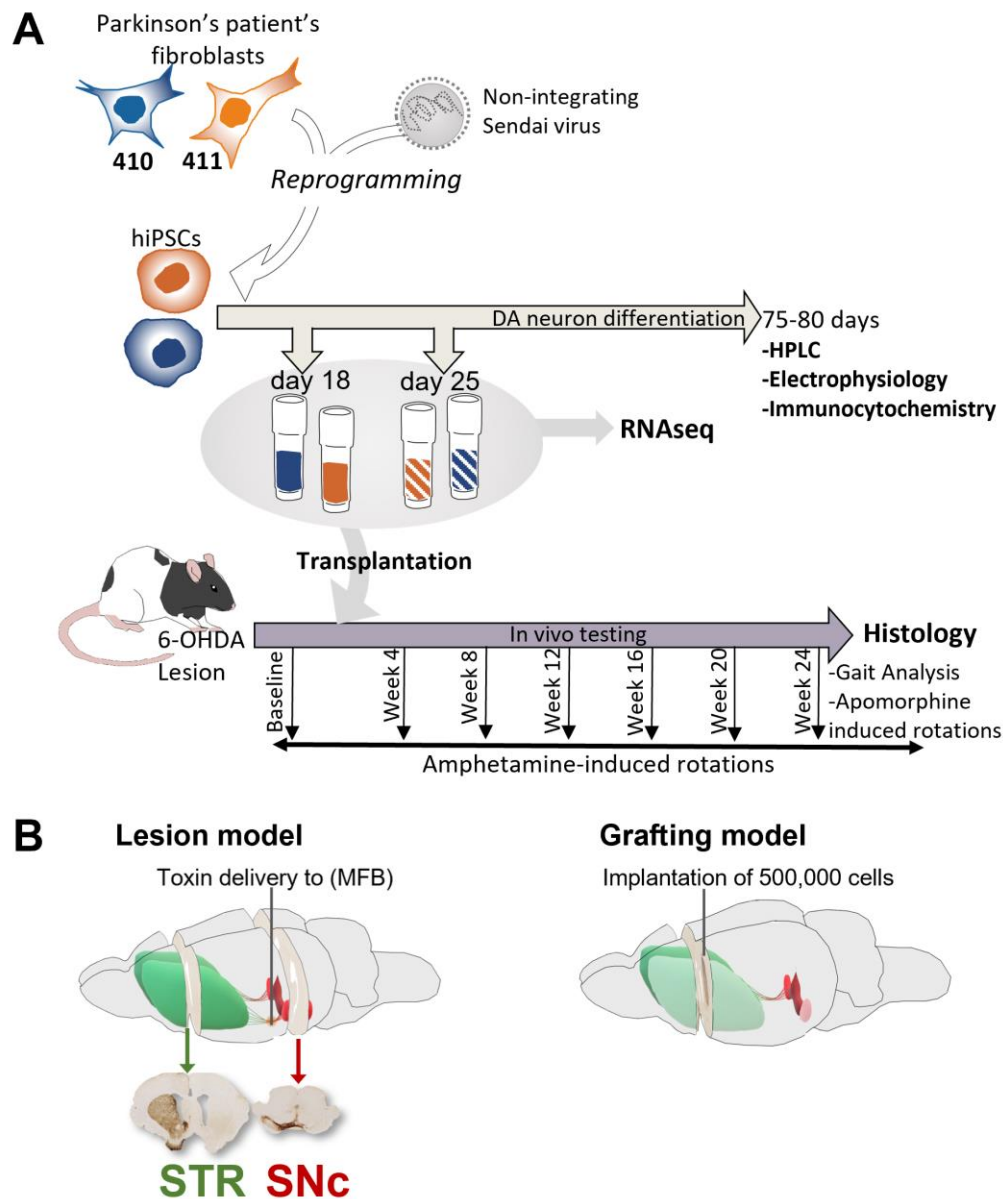 A
Parkinson's patient's
fibroblasts
410
411
Non-integrating
Sendai virus
Reprogramming
hiPSCs
DA neuron differentiation
75-80 days
-HPLC
-Electrophysiology
-Immunocytochemistry
day 18
day 25
RNAseq
Transplantation
6-OHDA
Lesion
In vivo testing
Histology
Baseline
Week 4
Week 8
Week 12
Week 16
Week 20
Week 24
-Gait Analysis
-Apomorphine
induced rotations
Amphetamine-induced rotations
B
Lesion model
Toxin delivery to (MFB)
Grafting model
Implantation of 500,000 cells
STR
SNc